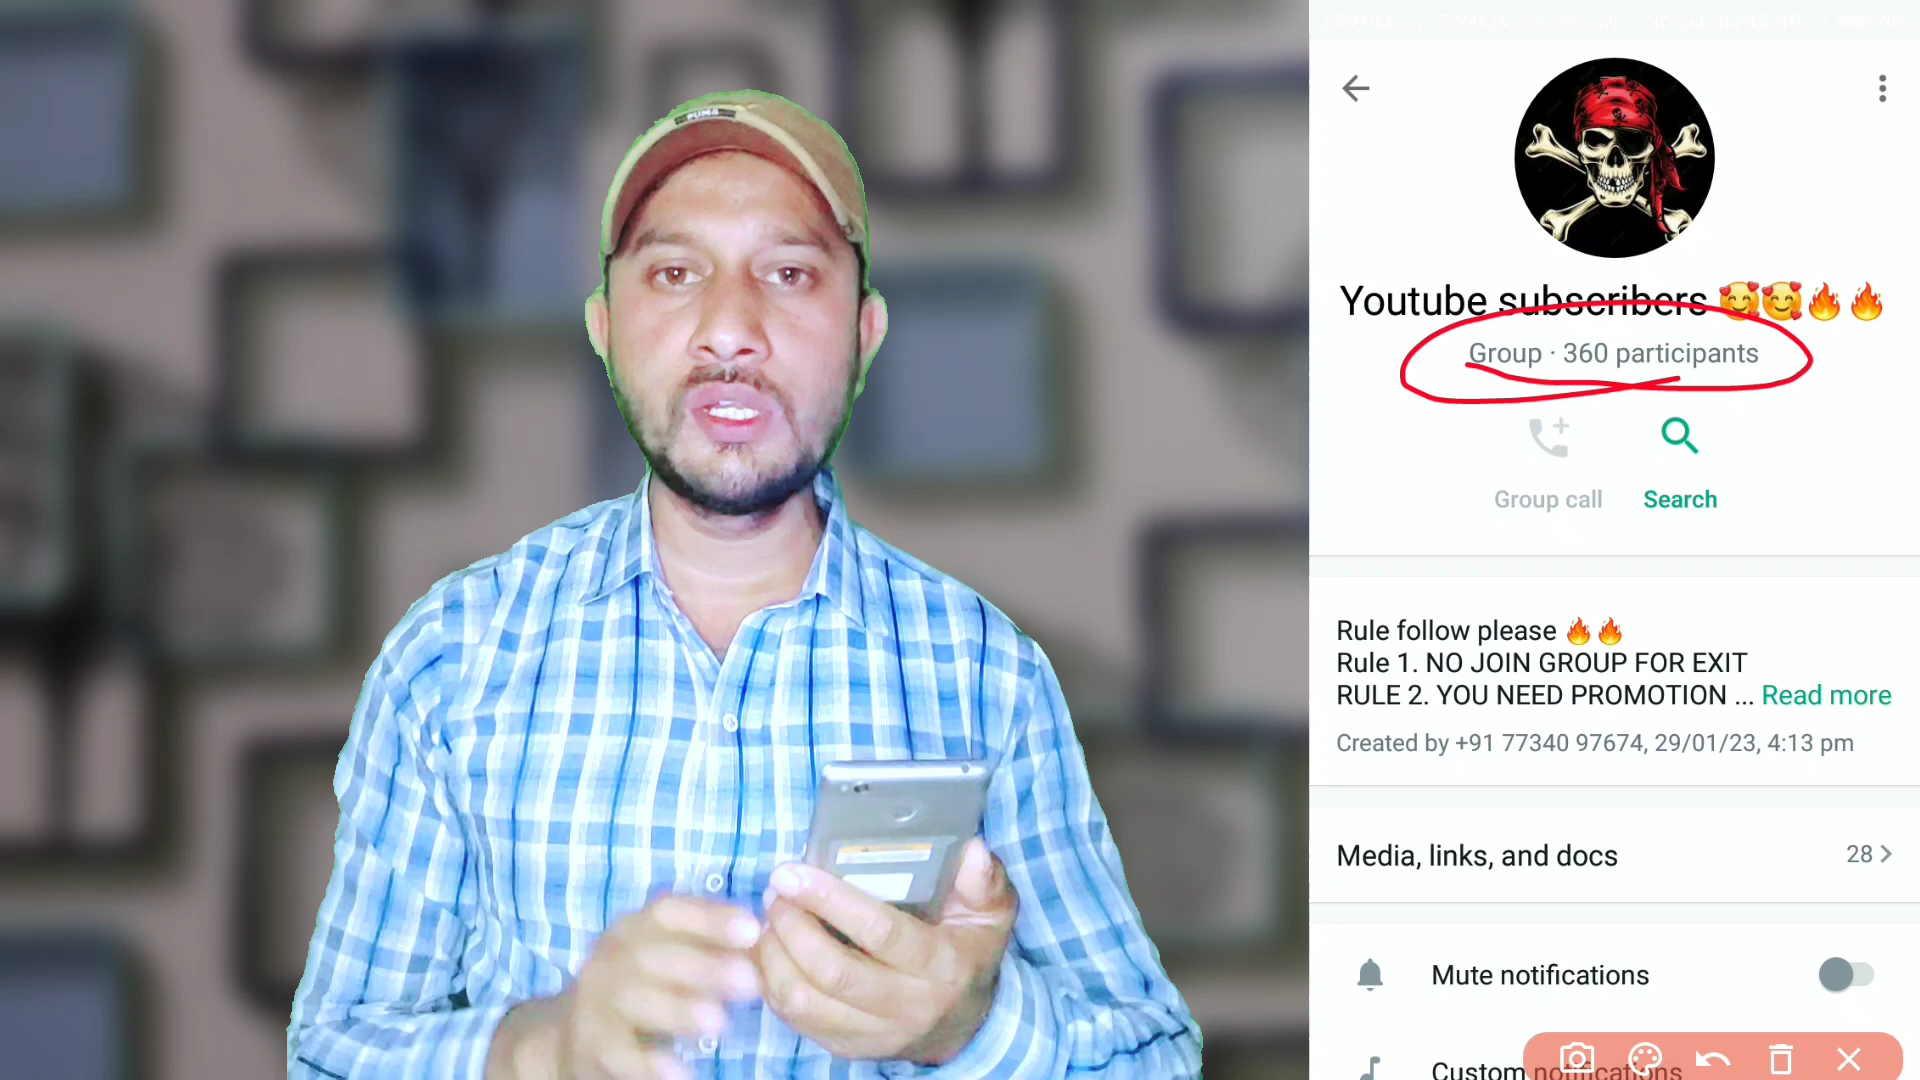 PUMA
Youtube subscribers 🥰🥰🔥🔥
Group · 360 participants
Group call
Search
Rule follow please 🔥🔥
Rule 1. NO JOIN GROUP FOR EXIT
RULE 2. YOU NEED PROMOTION ... Read more
Created by +91 77340 97674, 29/01/23, 4:13 pm
Media, links, and docs
28
Mute notifications
Custom notifications